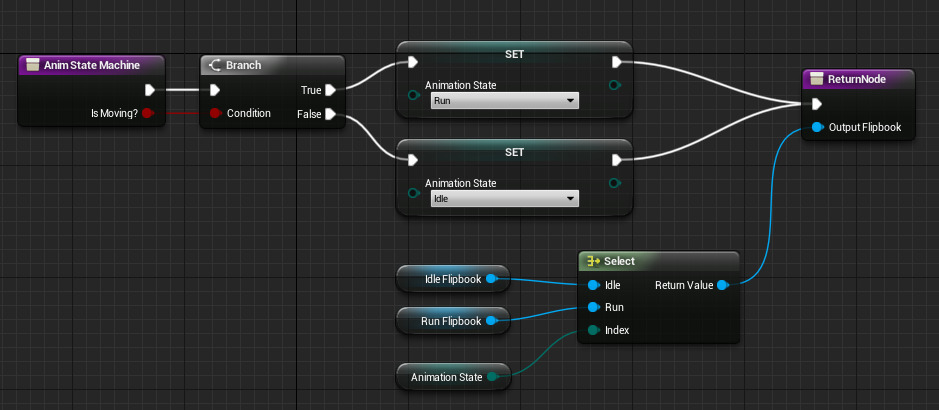 Anim State Machine
Is Moving?
Branch
True
Condition
False
SET
Animation State
Run
SET
Animation State
Idle
ReturnNode
Output Flipbook
Idle Flipbook
Run Flipbook
Animation State
Select
Idle
Return Value
Run
Index